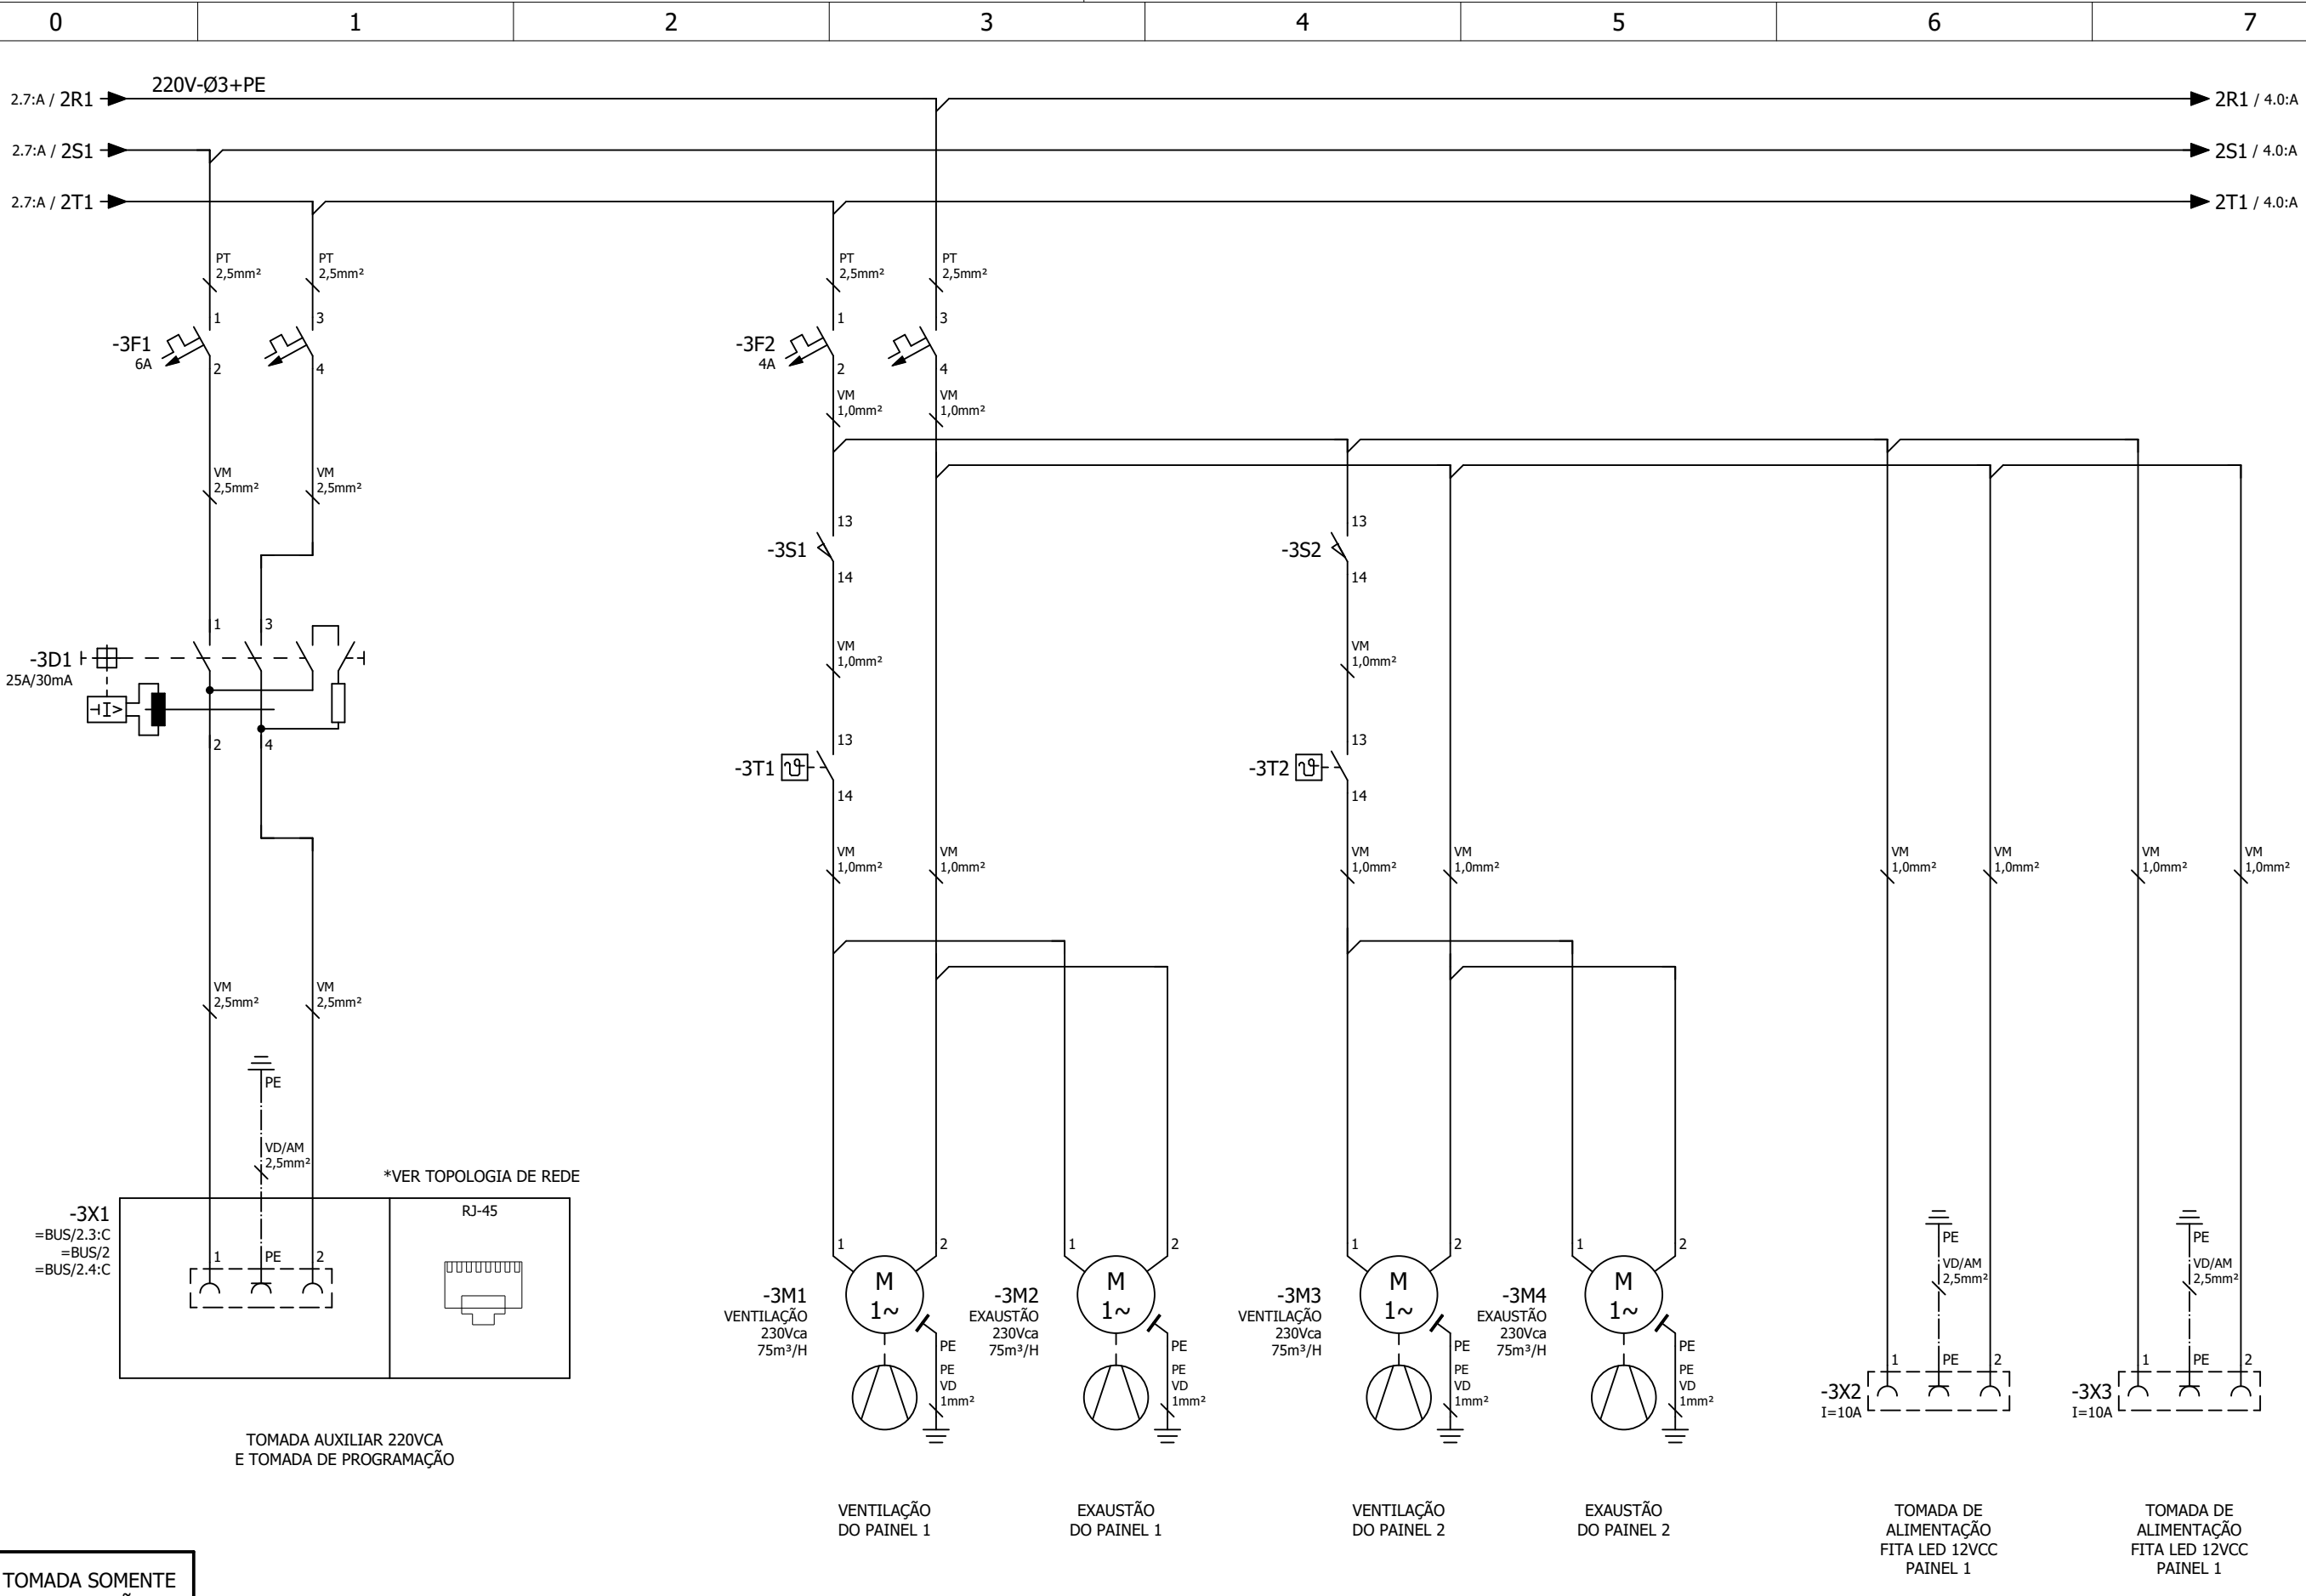 0 1 2 3 4 5 6 7
220V-Ø3+PE
2.7:A / 2R1 2R1 / 4.0:A
2.7:A / 2S1 2S1 / 4.0:A
2.7:A / 2T1 2T1 / 4.0:A
PT PT PT PT
2,5mm² 2,5mm² 2,5mm² 2,5mm²
1 3 1 3
-3F1 -3F2
6A 4A
2 4 2 4
VM VM
1,0mm² 1,0mm²
VM VM
2,5mm² 2,5mm²
13 13
-3S1 -3S2
14 14
1 3
VM VM
1,0mm² 1,0mm²
-3D1
25A/30mA
I>
2 4
13 13
-3T1 ϑ -3T2 ϑ
14 14
VM VM VM VM VM VM VM VM
1,0mm² 1,0mm² 1,0mm² 1,0mm² 1,0mm² 1,0mm² 1,0mm² 1,0mm²
VM VM
2,5mm² 2,5mm²
PE
VD/AM
2,5mm²
*VER TOPOLOGIA DE REDE
-3X1
=BUS/2.3:C
=BUS/2
=BUS/2.4:C
RJ-45
1 PE 2
TOMADA AUXILIAR 220VCA
E TOMADA DE PROGRAMAÇÃO
1 2
M
1~
-3M1
VENTILAÇÃO
230Vca
75m³/H
PE
PE
VD
1mm²
VENTILAÇÃO
DO PAINEL 1
1 2
M
1~
-3M2
EXAUSTÃO
230Vca
75m³/H
PE
PE
VD
1mm²
EXAUSTÃO
DO PAINEL 1
1 2
M
1~
-3M3
VENTILAÇÃO
230Vca
75m³/H
PE
PE
VD
1mm²
VENTILAÇÃO
DO PAINEL 2
1 2
M
1~
-3M4
EXAUSTÃO
230Vca
75m³/H
PE
PE
VD
1mm²
EXAUSTÃO
DO PAINEL 2
PE
VD/AM
2,5mm²
1 PE 2
-3X2
I=10A
TOMADA DE
ALIMENTAÇÃO
FITA LED 12VCC
PAINEL 1
PE
VD/AM
2,5mm²
1 PE 2
-3X3
I=10A
TOMADA DE
ALIMENTAÇÃO
FITA LED 12VCC
PAINEL 1
TOMADA SOMENTE